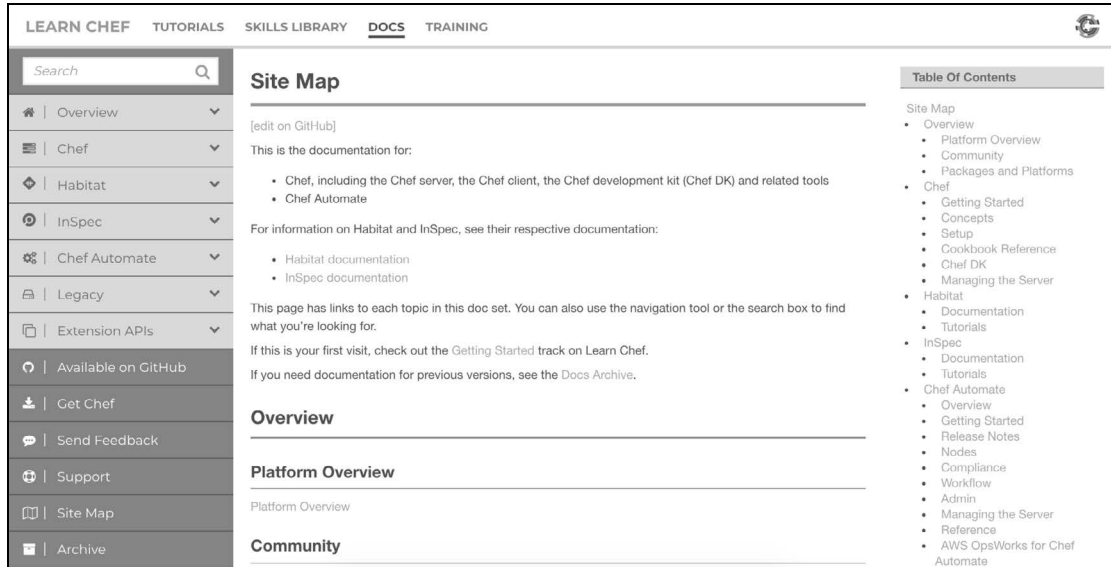 LEARN CHEF TUTORIALS SKILLS LIBRARY DOCS TRAINING
Search
Overview
Chef
Habitat
InSpec
Chef Automate
Legacy
Extension APIs
Available on GitHub
Get Chef
Send Feedback
Support
Site Map
Archive
Site Map
[edit on GitHub]
This is the documentation for:
• Chef, including the Chef server, the Chef client, the Chef development kit (Chef DK) and related tools
• Chef Automate
For information on Habitat and InSpec, see their respective documentation:
• Habitat documentation
• InSpec documentation
This page has links to each topic in this doc set. You can also use the navigation tool or the search box to find
what you're looking for.
If this is your first visit, check out the Getting Started track on Learn Chef.
If you need documentation for previous versions, see the Docs Archive.
Overview
Platform Overview
Platform Overview
Community
Table Of Contents
Site Map
• Overview
• Platform Overview
• Community
• Packages and Platforms
• Chef
• Getting Started
• Concepts
• Setup
• Cookbook Reference
• Chef DK
• Managing the Server
• Habitat
• Documentation
• Tutorials
• InSpec
• Documentation
• Tutorials
• Chef Automate
• Overview
• Getting Started
• Release Notes
• Nodes
• Compliance
• Workflow
• Admin
• Managing the Server
• Reference
• AWS OpsWorks for Chef
Automate